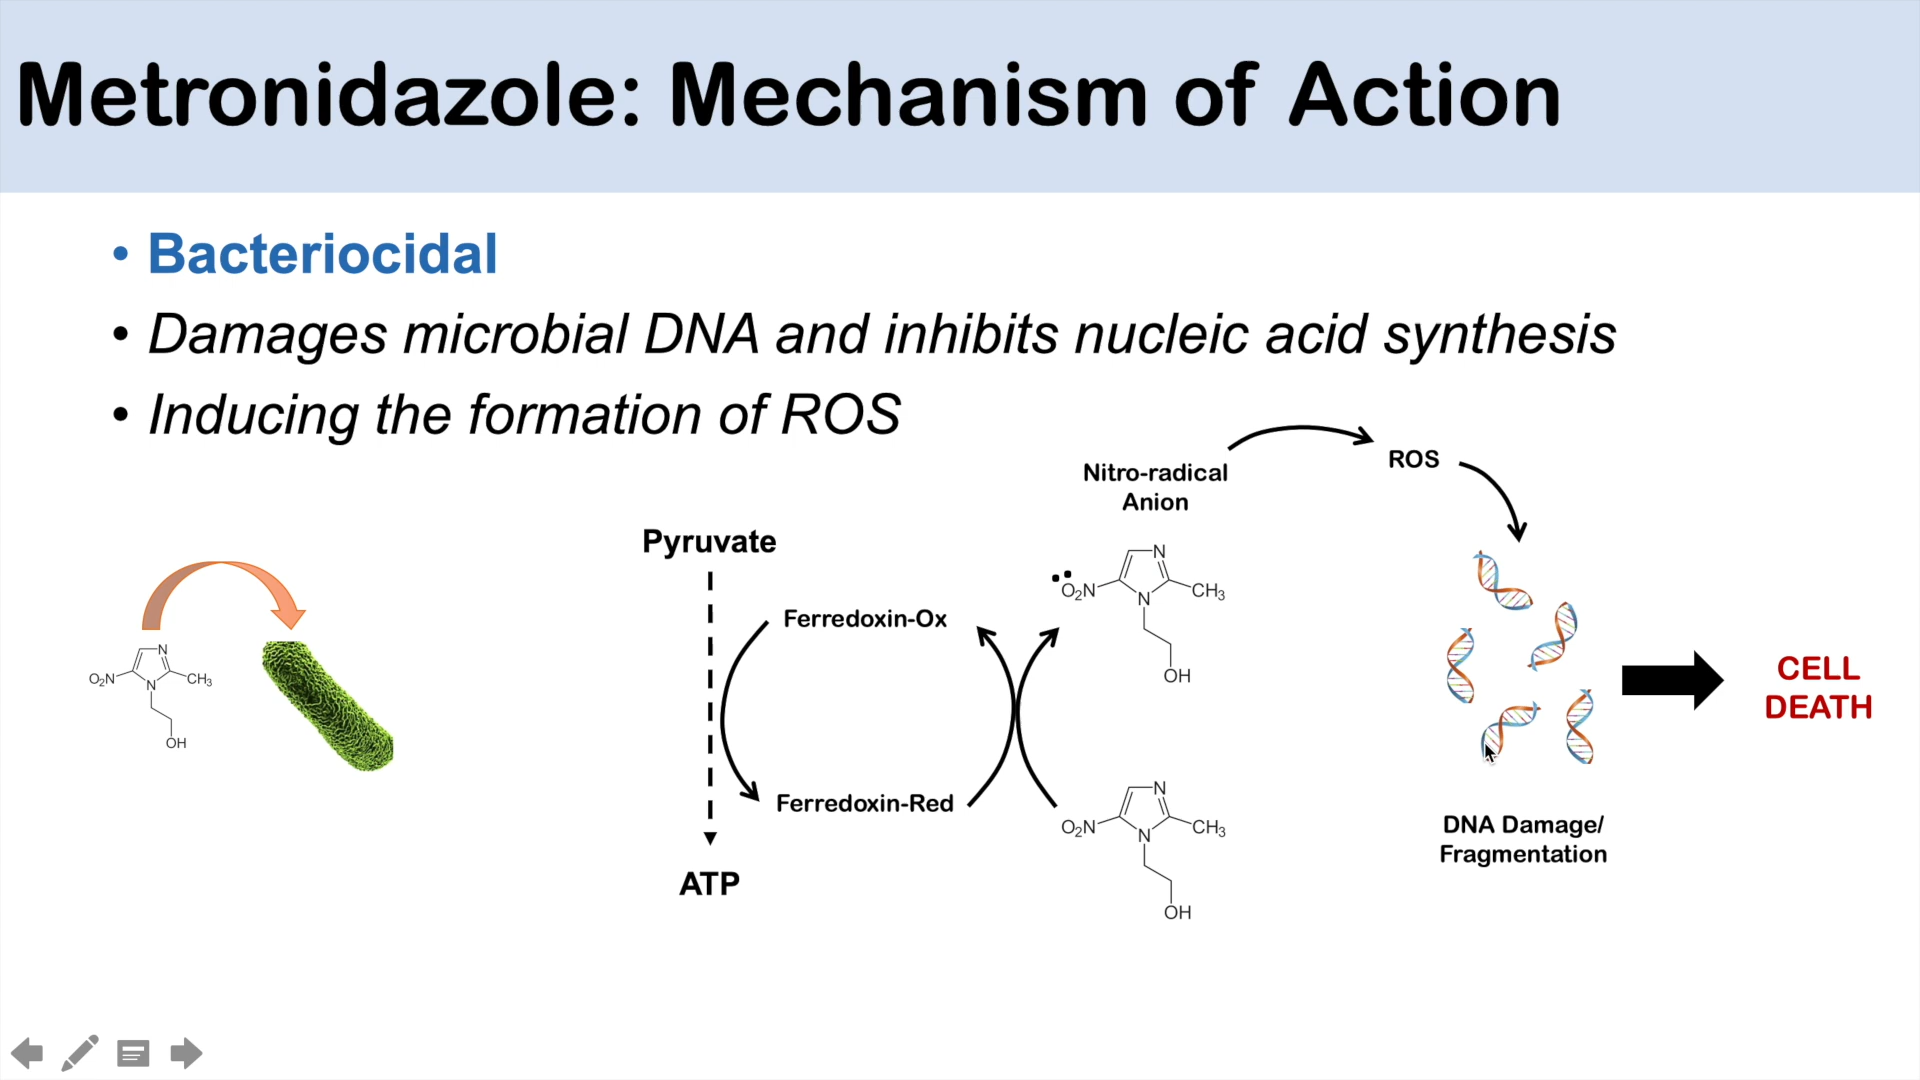 Metronidazole: Mechanism of Action
• Bacteriocidal
• Damages microbial DNA and inhibits nucleic acid synthesis
• Inducing the formation of ROS
O₂N N N CH₃ OH
Pyruvate
ATP
Ferredoxin-Ox
Ferredoxin-Red
Nitro-radical
Anion
O₂N N N CH₃ OH
O₂N N N CH₃ OH
ROS
DNA Damage/
Fragmentation
CELL
DEATH